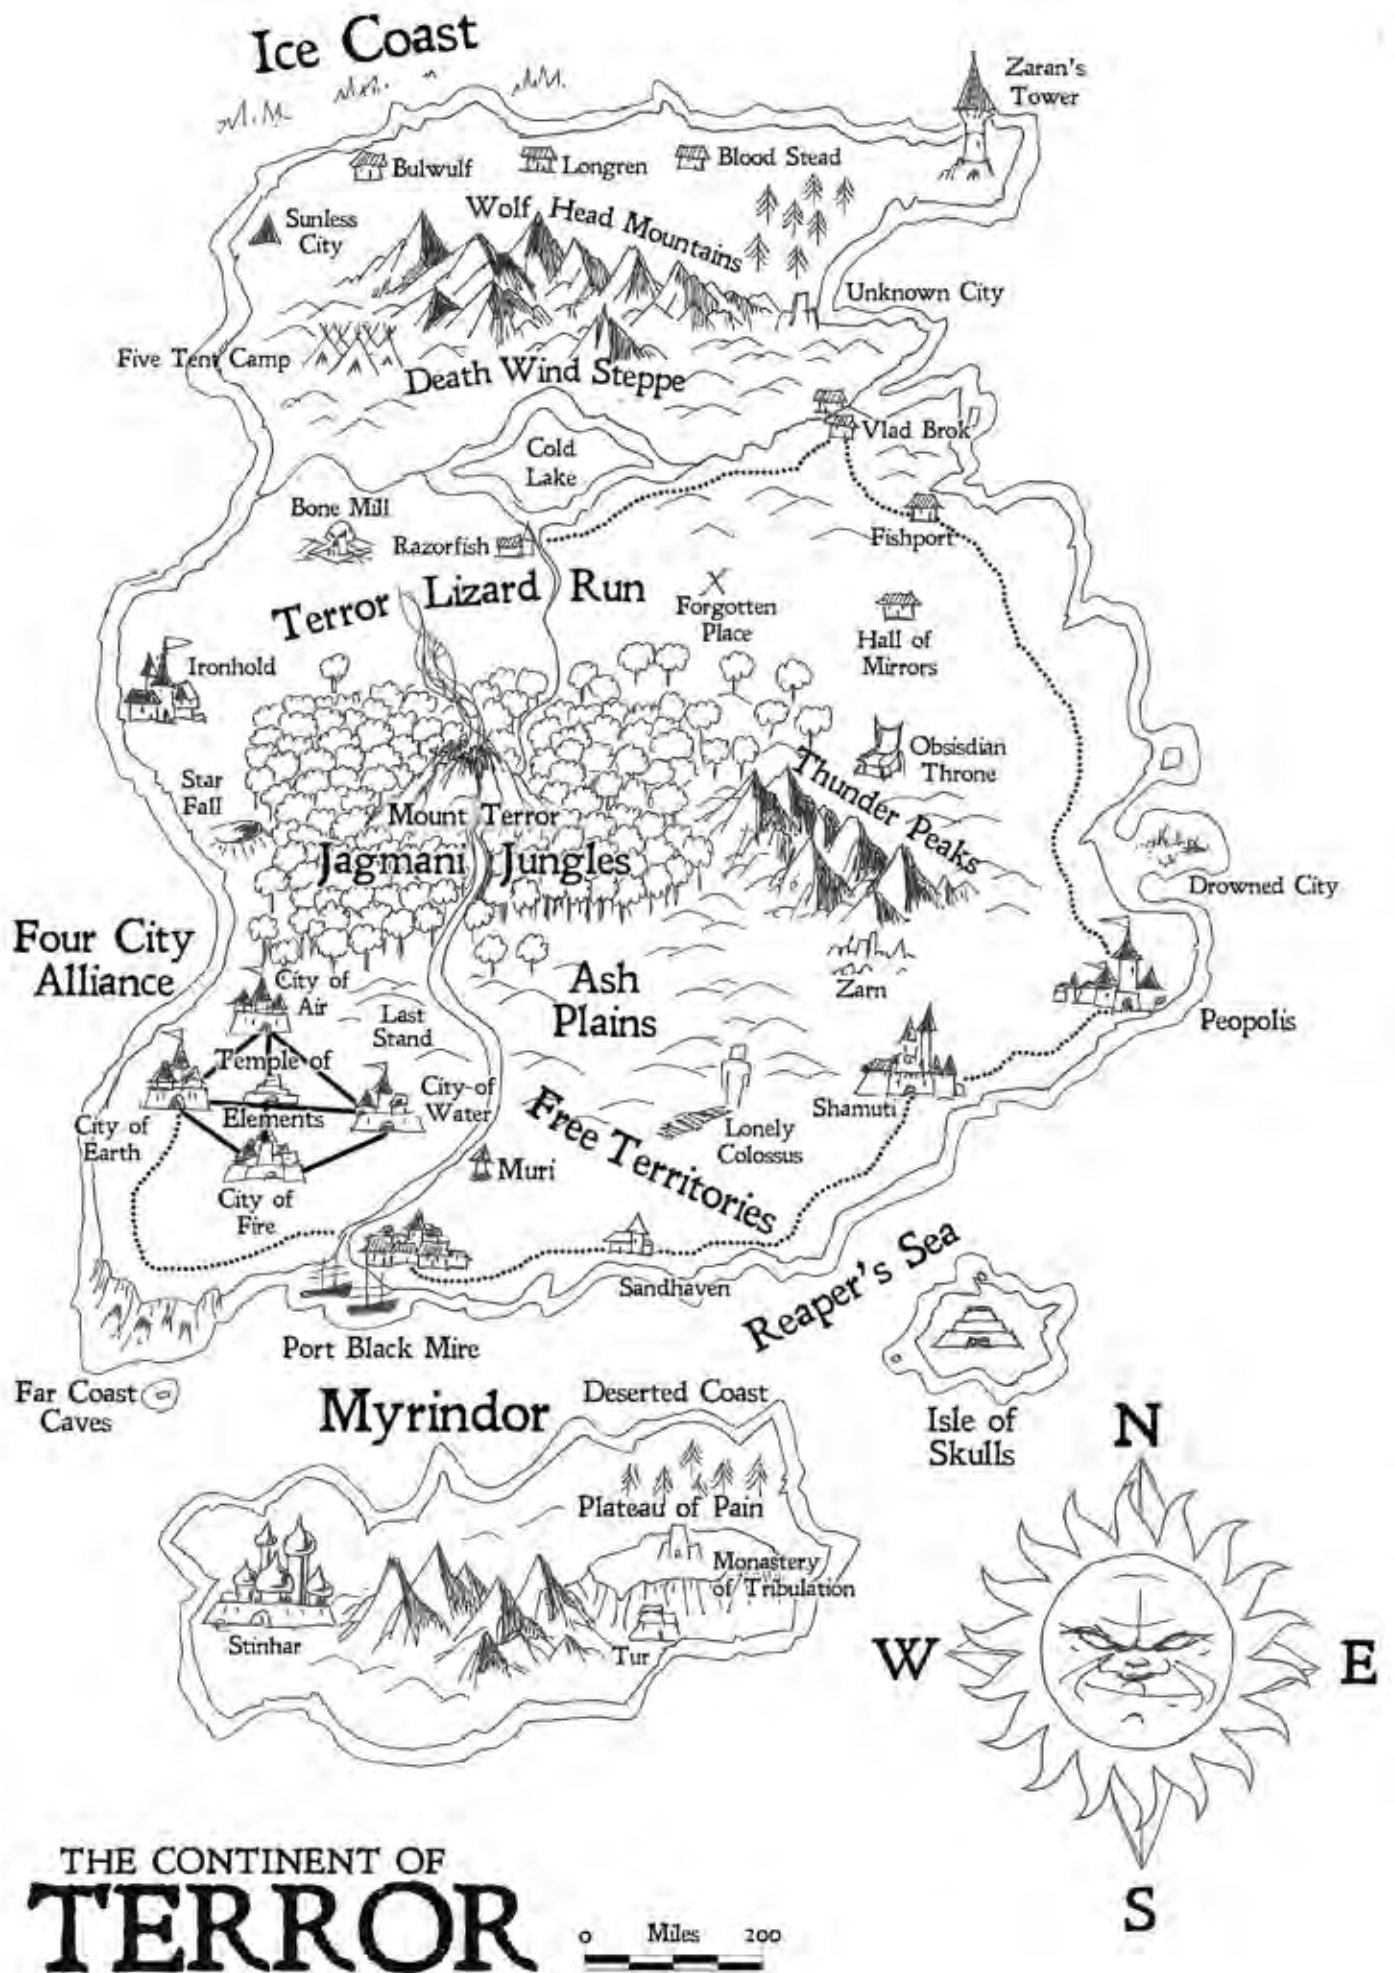 Ice Coast
Zaran's
Tower
Bulwulf
Longren
Blood Stead
Sunless
City
Wolf Head Mountains
Unknown City
Five Tent Camp
Death Wind Steppe
Cold
Lake
Vlad Brok
Bone Mill
Razorfish
Fishport
Terror Lizard Run
Forgotten
Place
Hall of
Mirrors
Ironhold
Obsisdian
Throne
Star
Fall
Mount Terror
Thunder Peaks
Jagmani Jungles
Drowned City
Four City
Alliance
City of
Air
Last
Stand
Ash
Plains
Zarn
Peopolis
Temple of
Elements
City of
Water
City of
Earth
City of
Fire
Muri
Free Territories
Lonely
Colossus
Shamuti
Sandhaven
Reaper's Sea
Port Black Mire
Far Coast
Caves
Myrindor
Deserted Coast
Isle of
Skulls
Plateau of Pain
Monastery
of Tribulation
Stinhar
Tur
N
W
E
S
THE CONTINENT OF
TERROR
0 Miles 200